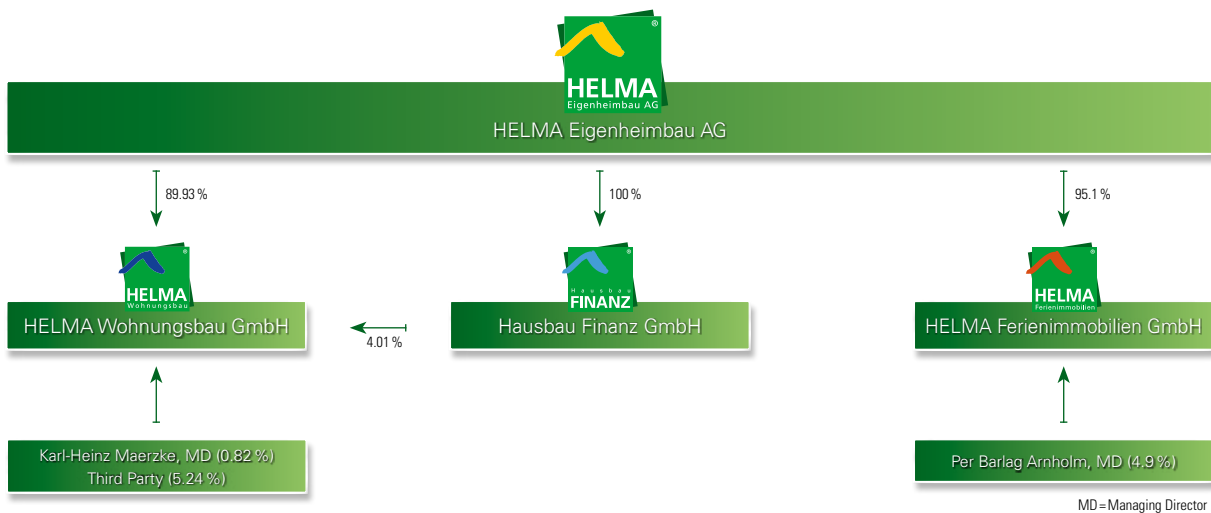 HELMA
Eigenheimbau AG
®
HELMA Eigenheimbau AG
89.93 %
100 %
95.1 %
®
HELMA
Wohnungsbau
®
Hausbau
FINANZ
®
HELMA
Ferienimmobilien
HELMA Wohnungsbau GmbH
4.01 %
Hausbau Finanz GmbH
HELMA Ferienimmobilien GmbH
Karl-Heinz Maerzke, MD (0.82 %)
Third Party (5.24 %)
Per Barlag Arnholm, MD (4.9 %)
MD = Managing Director